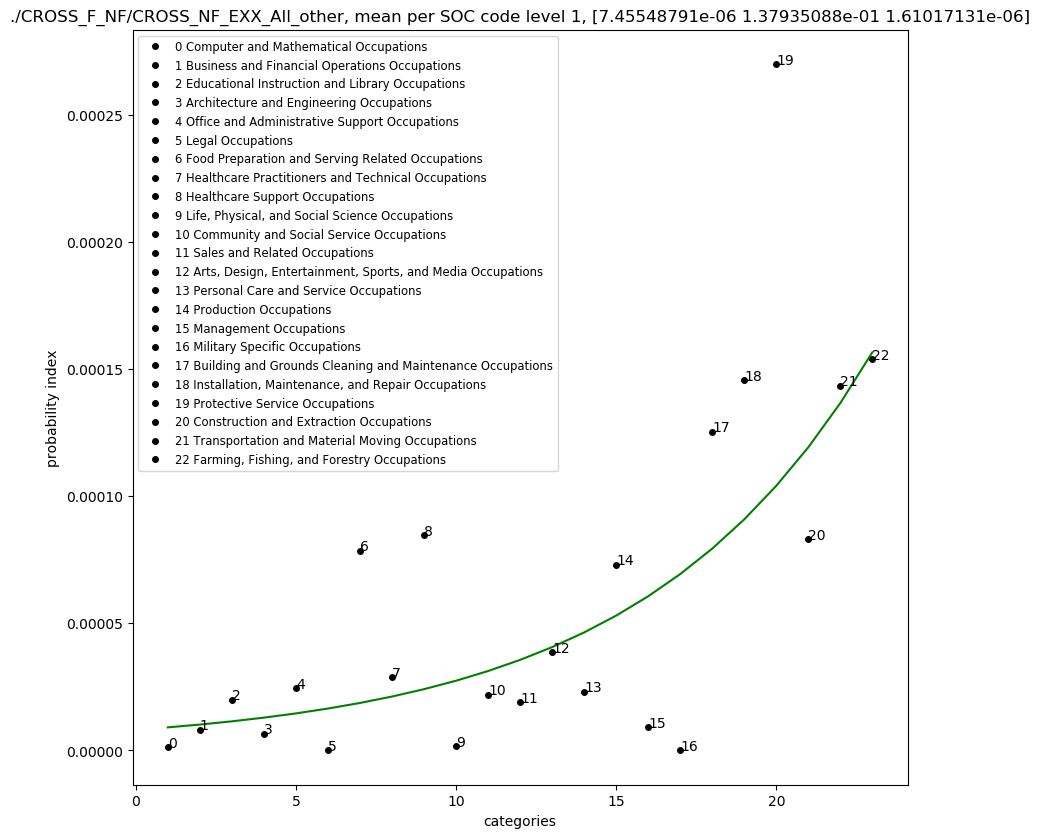 ./CROSS_F_NF/CROSS_NF_EXX_All_other, mean per SOC code level 1, [7.45548791e-06 1.37935088e-01 1.61017131e-06]
0 Computer and Mathematical Occupations
1 Business and Financial Operations Occupations
2 Educational Instruction and Library Occupations
3 Architecture and Engineering Occupations
4 Office and Administrative Support Occupations
5 Legal Occupations
6 Food Preparation and Serving Related Occupations
7 Healthcare Practitioners and Technical Occupations
8 Healthcare Support Occupations
9 Life, Physical, and Social Science Occupations
10 Community and Social Service Occupations
11 Sales and Related Occupations
12 Arts, Design, Entertainment, Sports, and Media Occupations
13 Personal Care and Service Occupations
14 Production Occupations
15 Management Occupations
16 Military Specific Occupations
17 Building and Grounds Cleaning and Maintenance Occupations
18 Installation, Maintenance, and Repair Occupations
19 Protective Service Occupations
20 Construction and Extraction Occupations
21 Transportation and Material Moving Occupations
22 Farming, Fishing, and Forestry Occupations
probability index
0.00025
0.00020
0.00015
0.00010
0.00005
0.00000
0
1
2
3
4
5
6
7
8
9
10
11
12
13
14
15
16
17
18
19
20
21
22
0 5 10 15 20
categories